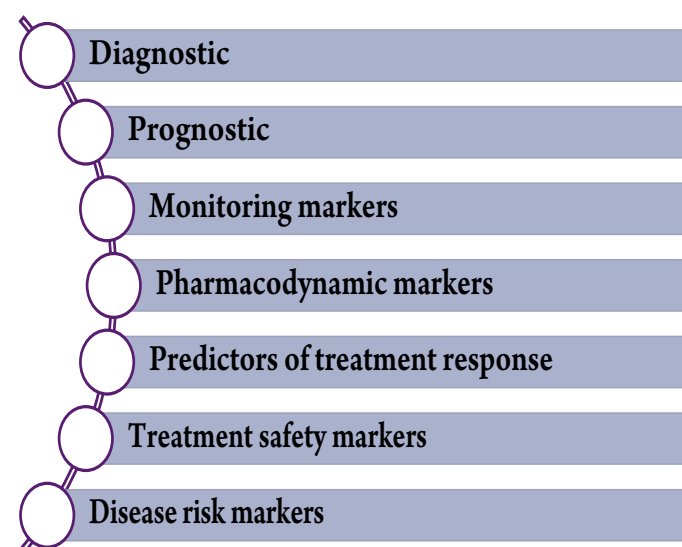 Diagnostic
Prognostic
Monitoring markers
Pharmacodynamic markers
Predictors of treatment response
Treatment safety markers
Disease risk markers